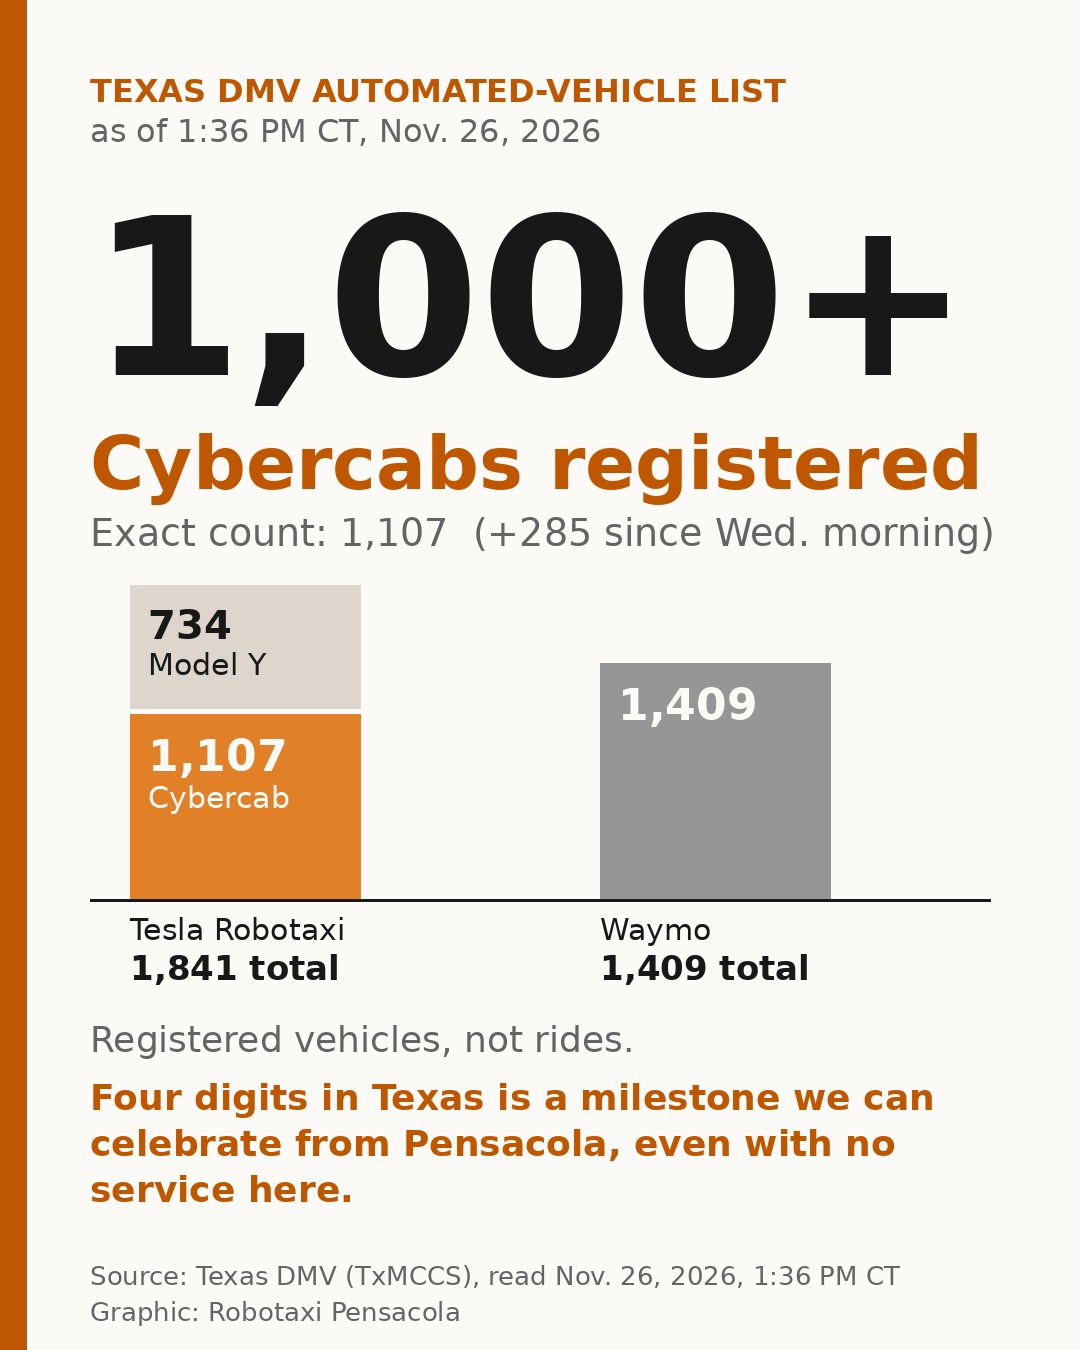 TEXAS DMV AUTOMATED-VEHICLE LIST
as of 1:36 PM CT, Nov. 26, 2026
1,000+
Cybercabs registered
Exact count: 1,107 (+285 since Wed. morning)
734
Model Y
1,107
Cybercab
1,409
Tesla Robotaxi
1,841 total
Waymo
1,409 total
Registered vehicles, not rides.
Four digits in Texas is a milestone we can
celebrate from Pensacola, even with no
service here.
Source: Texas DMV (TxMCCS), read Nov. 26, 2026, 1:36 PM CT
Graphic: Robotaxi Pensacola